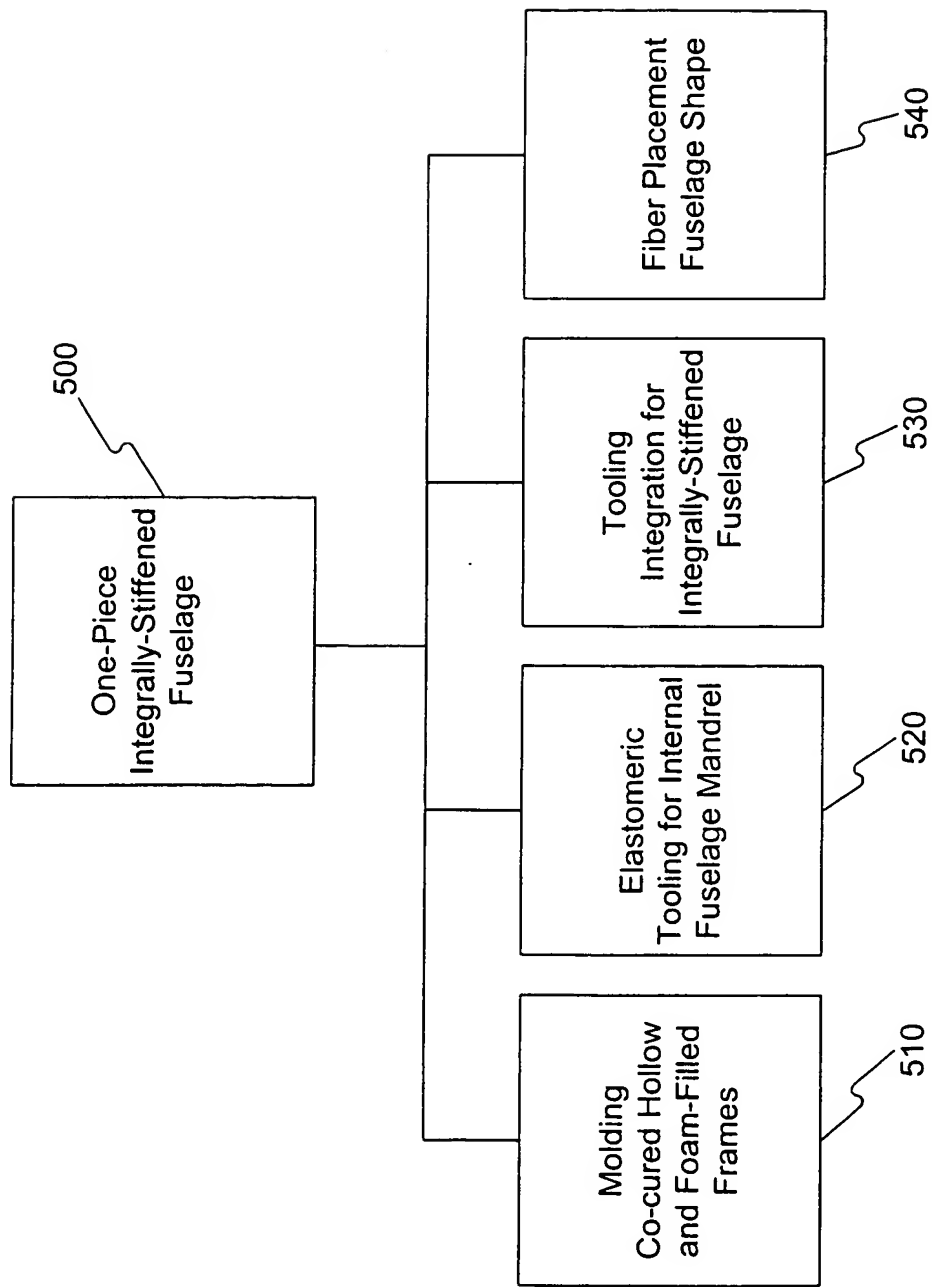 One-Piece
Integrally-Stiffened
Fuselage
500
Molding
Co-cured Hollow
and Foam-Filled
Frames
510
Elastomeric
Tooling for Internal
Fuselage Mandrel
520
Tooling
Integration for
Integrally-Stiffened
Fuselage
530
Fiber Placement
Fuselage Shape
540